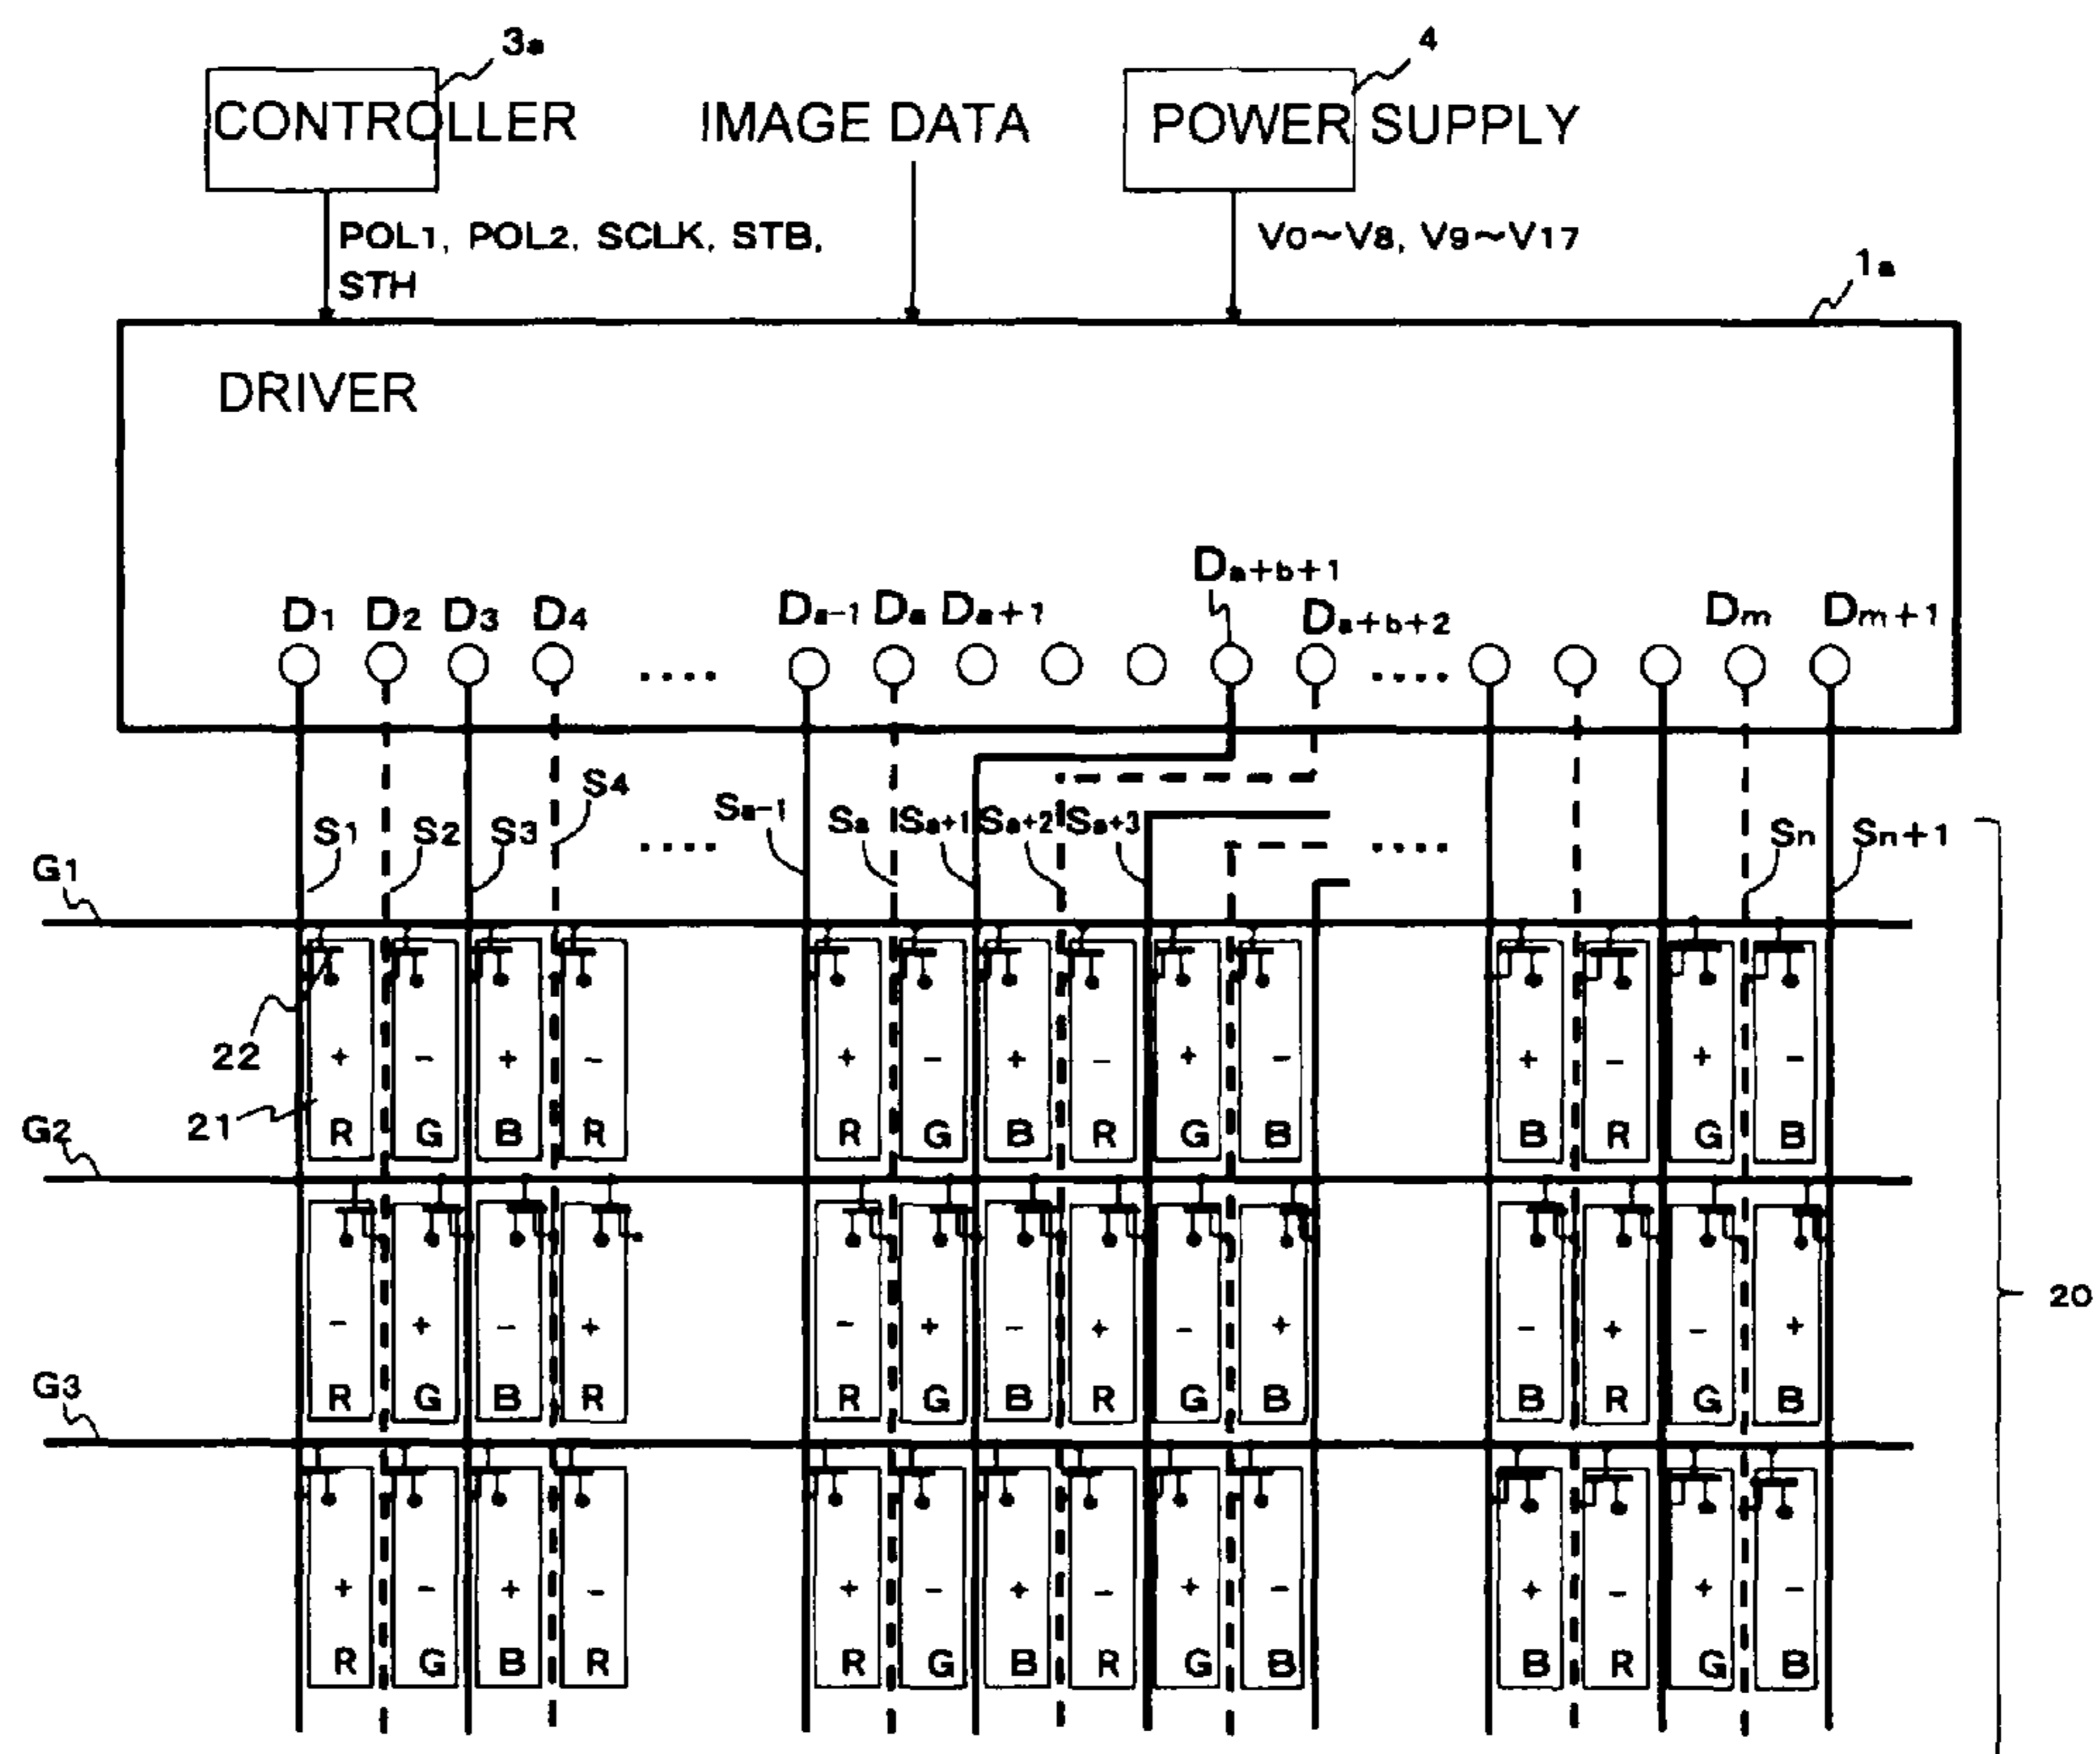 3a 4
CONTROLLER IMAGE DATA POWER SUPPLY
POL1, POL2, SCLK, STB, V0~V8, V9~V17
STH
1a
DRIVER
Da+b+1
D1 D2 D3 D4 Da-1 Da Da+1 Da+b+2 Dm Dm+1
.... ....
S4
S1 S2 S3 .... Sa-1 Sa Sa+1 Sa+2 Sa+3 .... Sn Sn+1
G1
22 + - + - + - + - + - + - + -
21 R G B R R G B R G B B R G B
G2
- + - + - + - + - + - + - + 20
R G B R R G B R G B B R G B
G3
+ - + - + - + - + - + - + -
R G B R R G B R G B B R G B